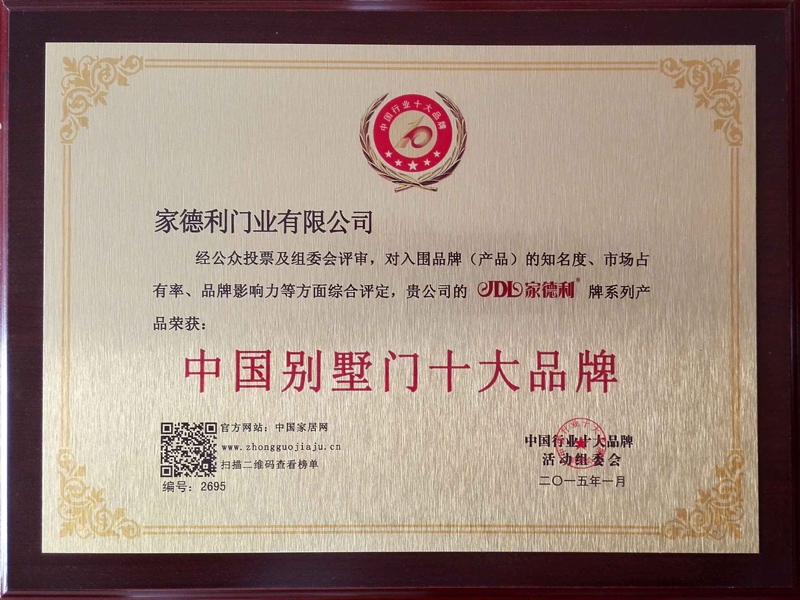 中国行业十大品牌
10
家德利门业有限公司
经公众投票及组委会评审，对入围品牌（产品）的知名度、市场占
有率、品牌影响力等方面综合评定，贵公司的 JDL 家德利® 牌系列产
品荣获：
中国别墅门十大品牌
官方网站：中国家居网
www.zhongguojiaju.cn
扫描二维码查看榜单
编号：2695
中国行业十大品牌
活动组委会
二〇一五年一月